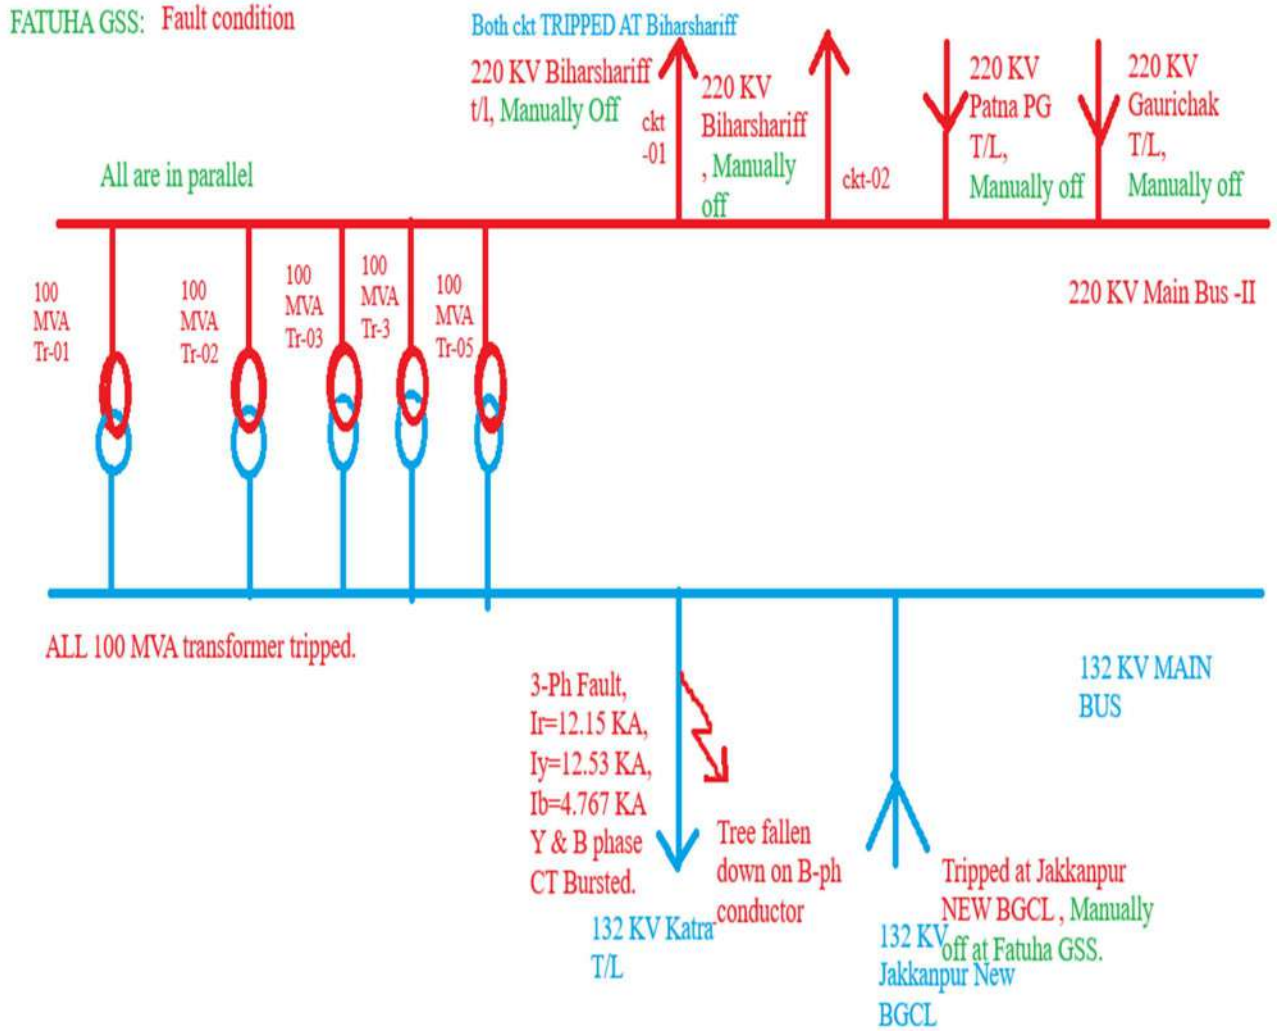 FATUHA GSS: Fault condition
Both ckt TRIPPED AT Biharshariff
220 KV Biharshariff
t/l, Manually Off
ckt
-01
220 KV
Biharshariff
, Manually
off
ckt-02
220 KV
Patna PG
T/L,
Manually off
220 KV
Gaurichak
T/L,
Manually off
All are in parallel
220 KV Main Bus -II
100
MVA
Tr-01
100
MVA
Tr-02
100
MVA
Tr-03
100
MVA
Tr-3
100
MVA
Tr-05
ALL 100 MVA transformer tripped.
132 KV MAIN
BUS
3-Ph Fault,
Ir=12.15 KA,
Iy=12.53 KA,
Ib=4.767 KA
Y & B phase
CT Bursted.
Tree fallen
down on B-ph
conductor
132 KV Katra
T/L
Tripped at Jakkanpur
NEW BGCL , Manually
off at Fatuha GSS.
132 KV
Jakkanpur New
BGCL